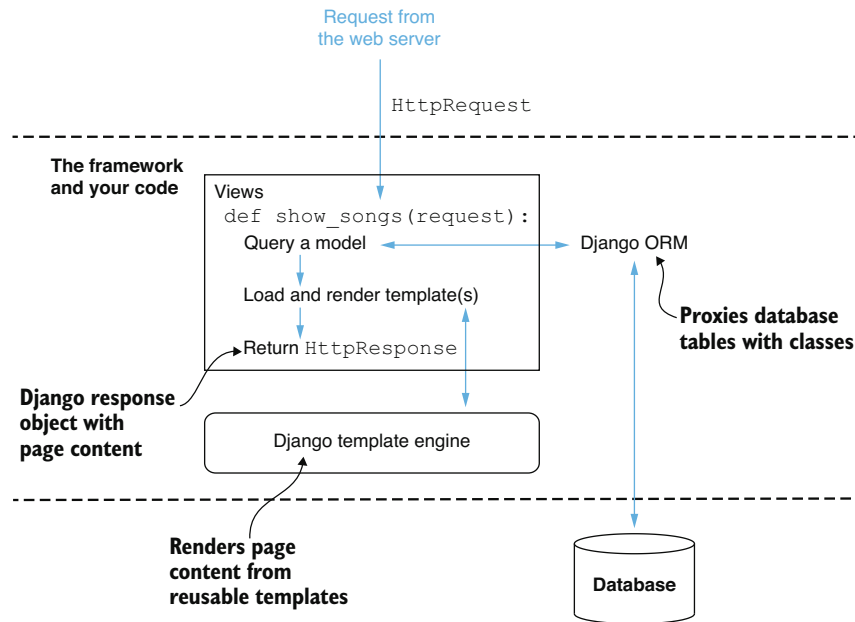 Request from
the web server
HttpRequest
The framework
and your code
Views
def show_songs(request):
Query a model
Django ORM
Load and render template(s)
Proxies database
tables with classes
Return HttpResponse
Django response
object with
page content
Django template engine
Renders page
content from
reusable templates
Database